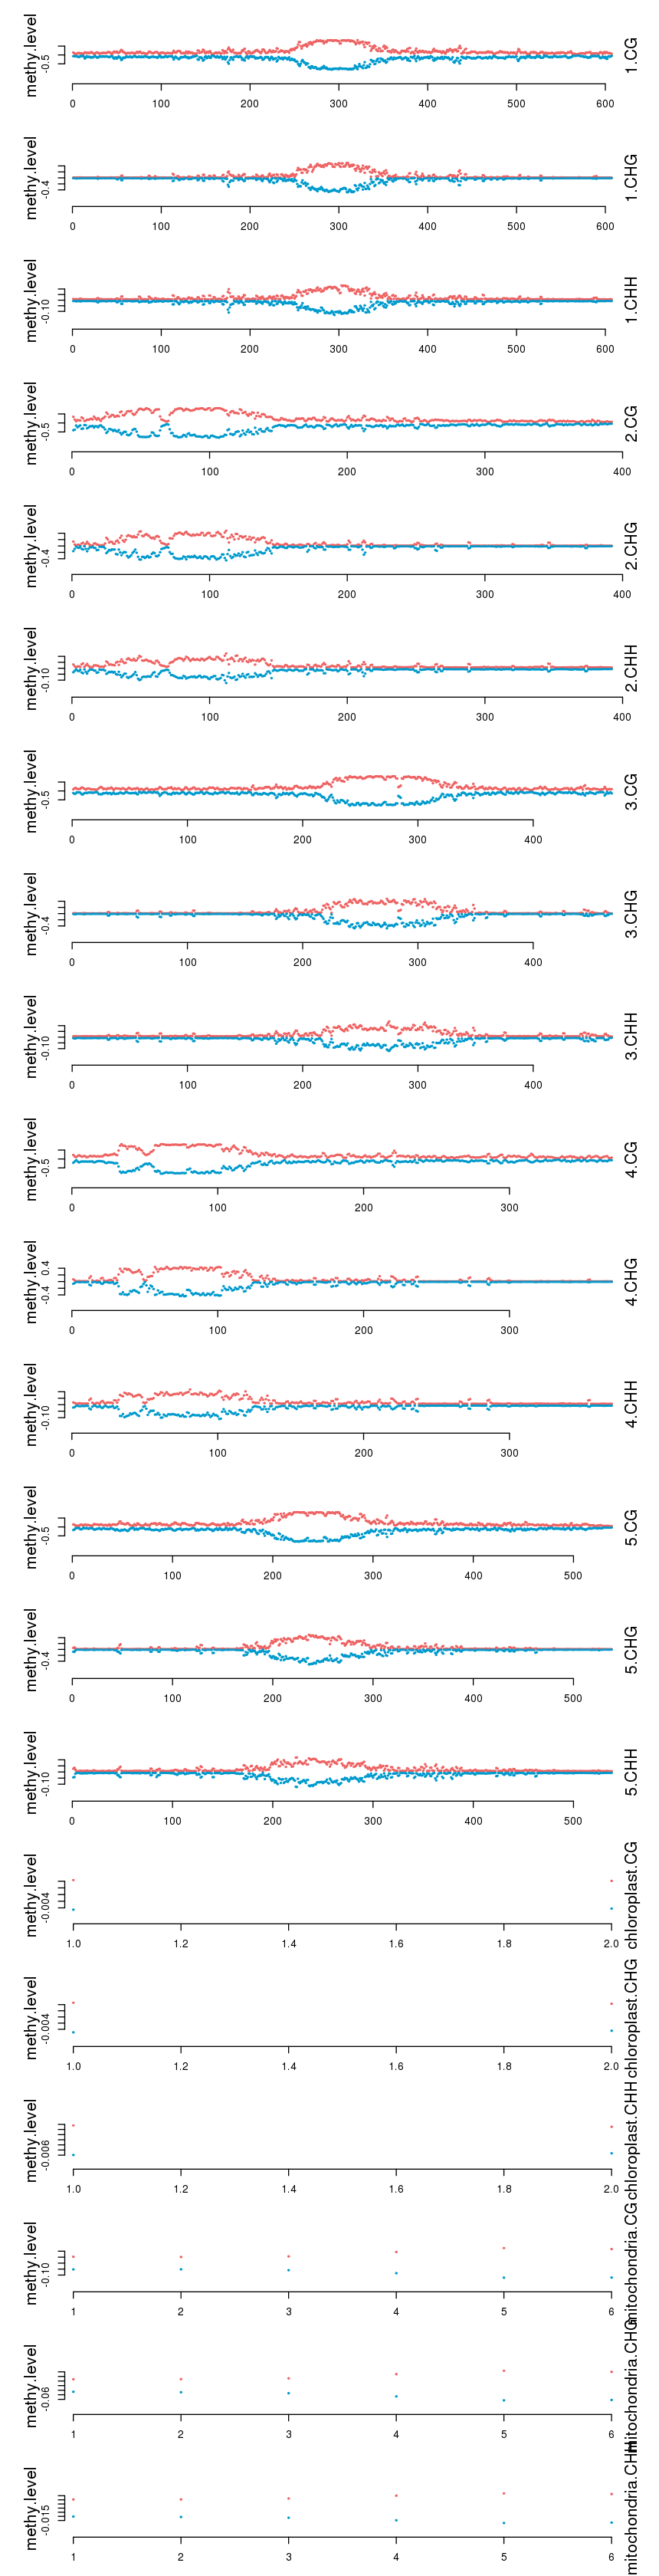 methy.level
-0.5
1.CG
0 100 200 300 400 500 600
methy.level
-0.4
1.CHG
0 100 200 300 400 500 600
methy.level
-0.10
1.CHH
0 100 200 300 400 500 600
methy.level
-0.5
2.CG
0 100 200 300 400
methy.level
-0.4
2.CHG
0 100 200 300 400
methy.level
-0.10
2.CHH
0 100 200 300 400
methy.level
-0.5
3.CG
0 100 200 300 400
methy.level
-0.4
3.CHG
0 100 200 300 400
methy.level
-0.10
3.CHH
0 100 200 300 400
methy.level
-0.5
4.CG
0 100 200 300
methy.level
-0.4 0.4
4.CHG
0 100 200 300
methy.level
-0.10
4.CHH
0 100 200 300
methy.level
-0.5
5.CG
0 100 200 300 400 500
methy.level
-0.4
5.CHG
0 100 200 300 400 500
methy.level
-0.10
5.CHH
0 100 200 300 400 500
methy.level
-0.004
chloroplast.CG
1.0 1.2 1.4 1.6 1.8 2.0
methy.level
-0.004
chloroplast.CHG
1.0 1.2 1.4 1.6 1.8 2.0
methy.level
-0.006
chloroplast.CHH
1.0 1.2 1.4 1.6 1.8 2.0
methy.level
-0.10
mitochondria.CG
1 2 3 4 5 6
methy.level
-0.06
mitochondria.CHG
1 2 3 4 5 6
methy.level
-0.015
mitochondria.CHH
1 2 3 4 5 6